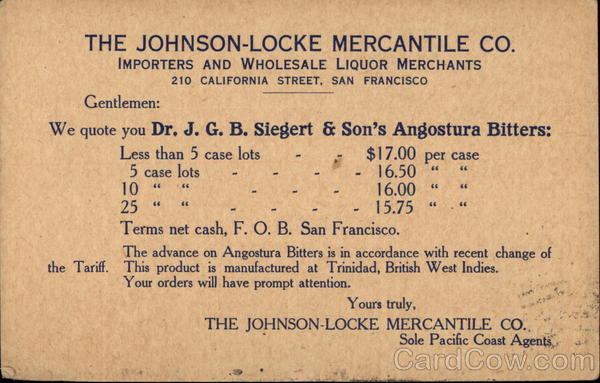 THE JOHNSON-LOCKE MERCANTILE CO.
IMPORTERS AND WHOLESALE LIQUOR MERCHANTS
210 CALIFORNIA STREET, SAN FRANCISCO
Gentlemen:
We quote you Dr. J. G. B. Siegert & Son's Angostura Bitters:
Less than 5 case lots - - $17.00 per case
5 case lots - - - - - 16.50 " "
10 " " - - - - 16.00 " "
25 " " - - - - - 15.75 " "
Terms net cash, F. O. B. San Francisco.
The advance on Angostura Bitters is in accordance with recent change of
the Tariff. This product is manufactured at Trinidad, British West Indies.
Your orders will have prompt attention.
Yours truly,
THE JOHNSON-LOCKE MERCANTILE CO.
Sole Pacific Coast Agents
CardCow.com